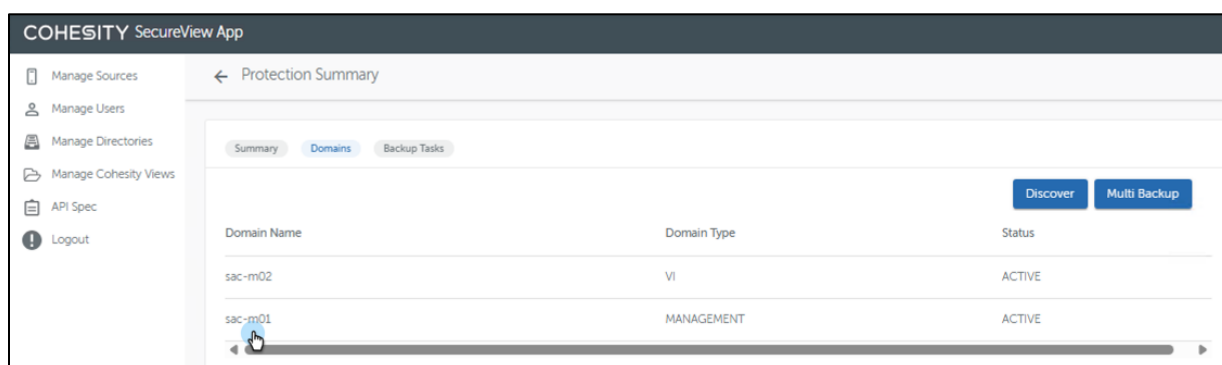 COHESITY SecureView App
Manage Sources
Manage Users
Manage Directories
Manage Cohesity Views
API Spec
Logout
Protection Summary
Summary Domains Backup Tasks
Discover Multi Backup
Domain Name Domain Type Status
sac-m02 VI ACTIVE
sac-m01 MANAGEMENT ACTIVE